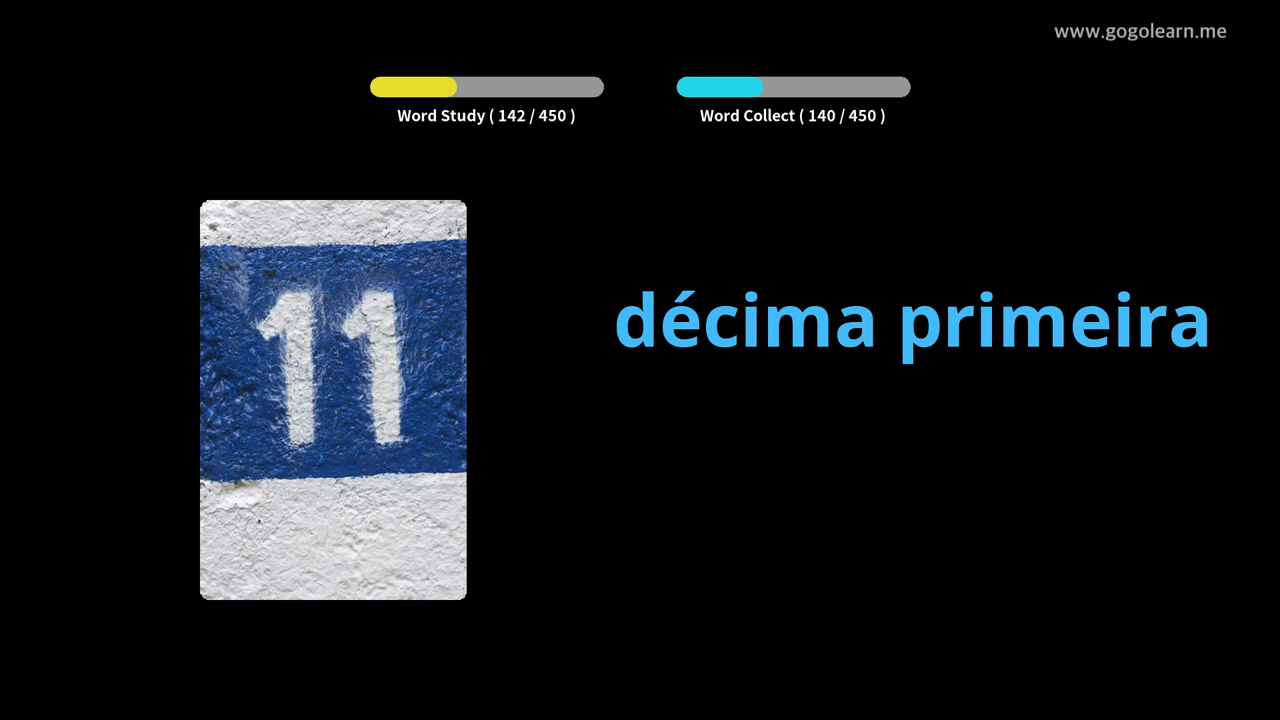 www.gogolearn.me
Word Study ( 142 / 450 )
Word Collect ( 140 / 450 )
11
décima primeira